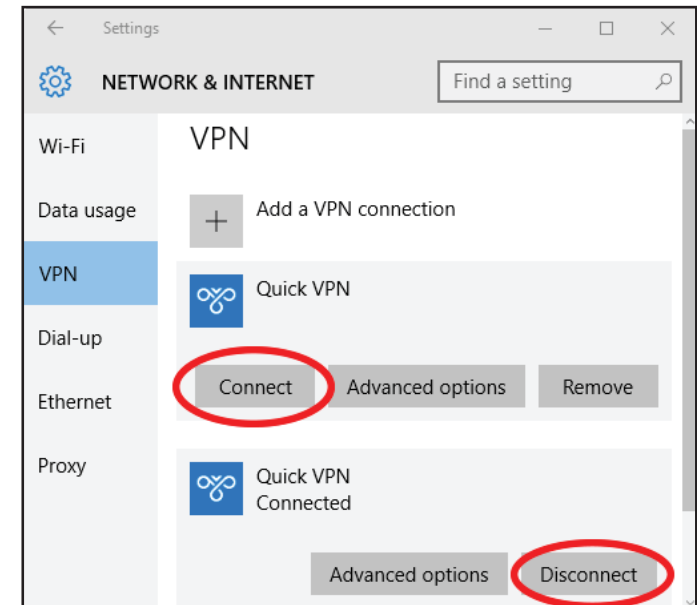 Settings
NETWORK & INTERNET
Find a setting
Wi-Fi
Data usage
VPN
Dial-up
Ethernet
Proxy
VPN
Add a VPN connection
Quick VPN
Connect Advanced options Remove
Quick VPN
Connected
Advanced options Disconnect